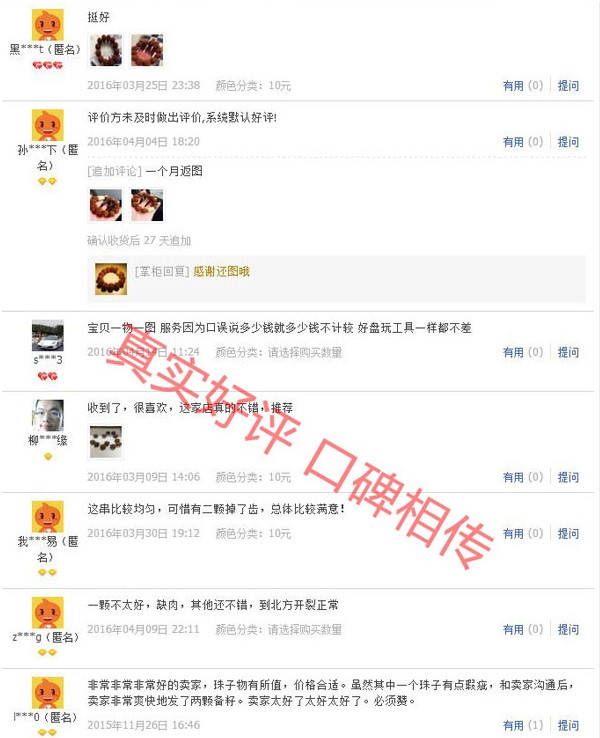 挺好
黑***t（匿名）
2016年03月25日 23:38 颜色分类：10元 有用 (0) 提问
评价方未及时做出评价,系统默认好评!
孙***下（匿
名）
2016年04月04日 18:20 有用 (0) 提问
[追加评论] 一个月返图
确认收货后 27 天追加
[掌柜回复] 感谢还图哦
宝贝一物一图 服务因为口误说多少钱就多少钱不计较 好盘玩工具一样都不差
s***3
2016年04月19日 11:24 颜色分类：请选择购买数量 有用 (0) 提问
真实好评 口碑相传
收到了，很喜欢，这家店真的不错，推荐
柳***缘
2016年03月09日 14:06 颜色分类：10元 有用 (0) 提问
这串比较均匀，可惜有二颗掉了齿，总体比较满意！
我***易（匿
名）
2016年03月30日 19:12 颜色分类：10元 有用 (0) 提问
一颗不太好，缺肉，其他还不错，到北方开裂正常
z***g（匿名）
2016年04月09日 22:11 颜色分类：请选择购买数量 有用 (0) 提问
非常非常非常好的卖家，珠子物有所值，价格合适。虽然其中一个珠子有点瑕疵，和卖家沟通后，
卖家非常爽快地发了两颗备籽。卖家太好了太好太好了。必须赞。
l***0（匿名）
2015年11月26日 16:46 有用 (1) 提问